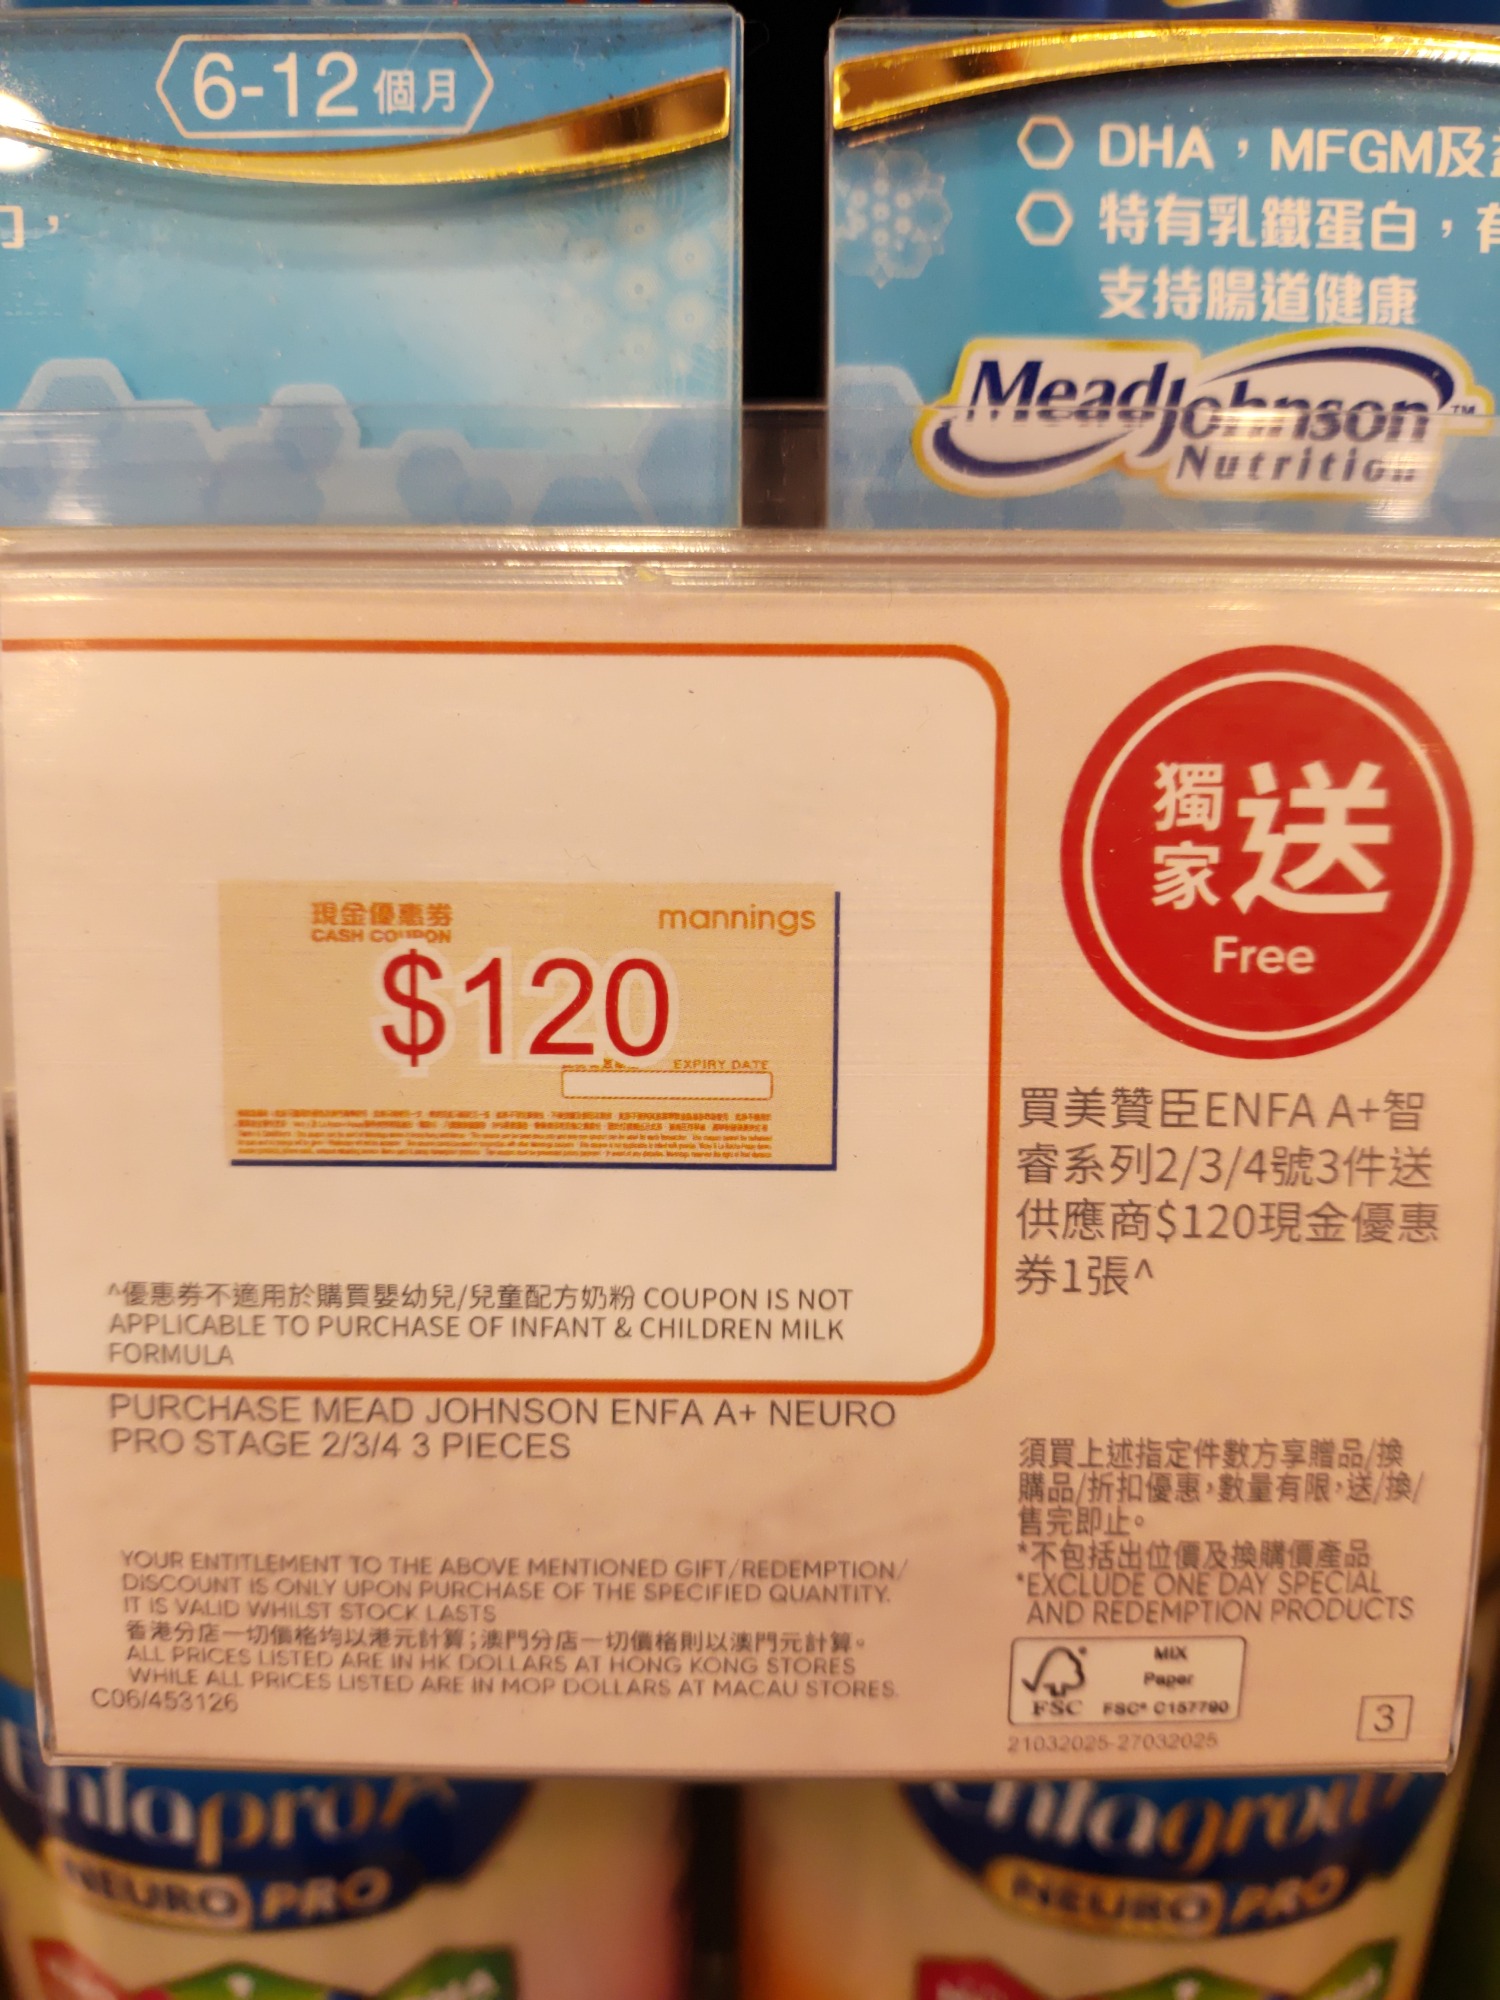 6-12個月
DHA，MFGM及
特有乳鐵蛋白，有
支持腸道健康
MeadJohnson™
Nutrition
獨家送
Free
現金優惠券
CASH COUPON
mannings
$120
EXPIRY DATE
買美贊臣ENFA A+智
睿系列2/3/4號3件送
供應商$120現金優惠
券1張^
^優惠券不適用於購買嬰幼兒/兒童配方奶粉 COUPON IS NOT
APPLICABLE TO PURCHASE OF INFANT & CHILDREN MILK
FORMULA
PURCHASE MEAD JOHNSON ENFA A+ NEURO
PRO STAGE 2/3/4 3 PIECES
須買上述指定件數方享贈品/換
購品/折扣優惠，數量有限，送/換/
售完即止。
*不包括出位價及換購價產品
*EXCLUDE ONE DAY SPECIAL
AND REDEMPTION PRODUCTS
YOUR ENTITLEMENT TO THE ABOVE MENTIONED GIFT/REDEMPTION/
DISCOUNT IS ONLY UPON PURCHASE OF THE SPECIFIED QUANTITY.
IT IS VALID WHILST STOCK LASTS
香港分店一切價格均以港元計算；澳門分店一切價格則以澳門元計算。
ALL PRICES LISTED ARE IN HK DOLLARS AT HONG KONG STORES
WHILE ALL PRICES LISTED ARE IN MOP DOLLARS AT MACAU STORES.
C06/453126
FSC
MIX
Paper
FSC® C157790
3
21032025-27032025
Enfapro A+
NEURO PRO
Enfagrow
NEURO PRO